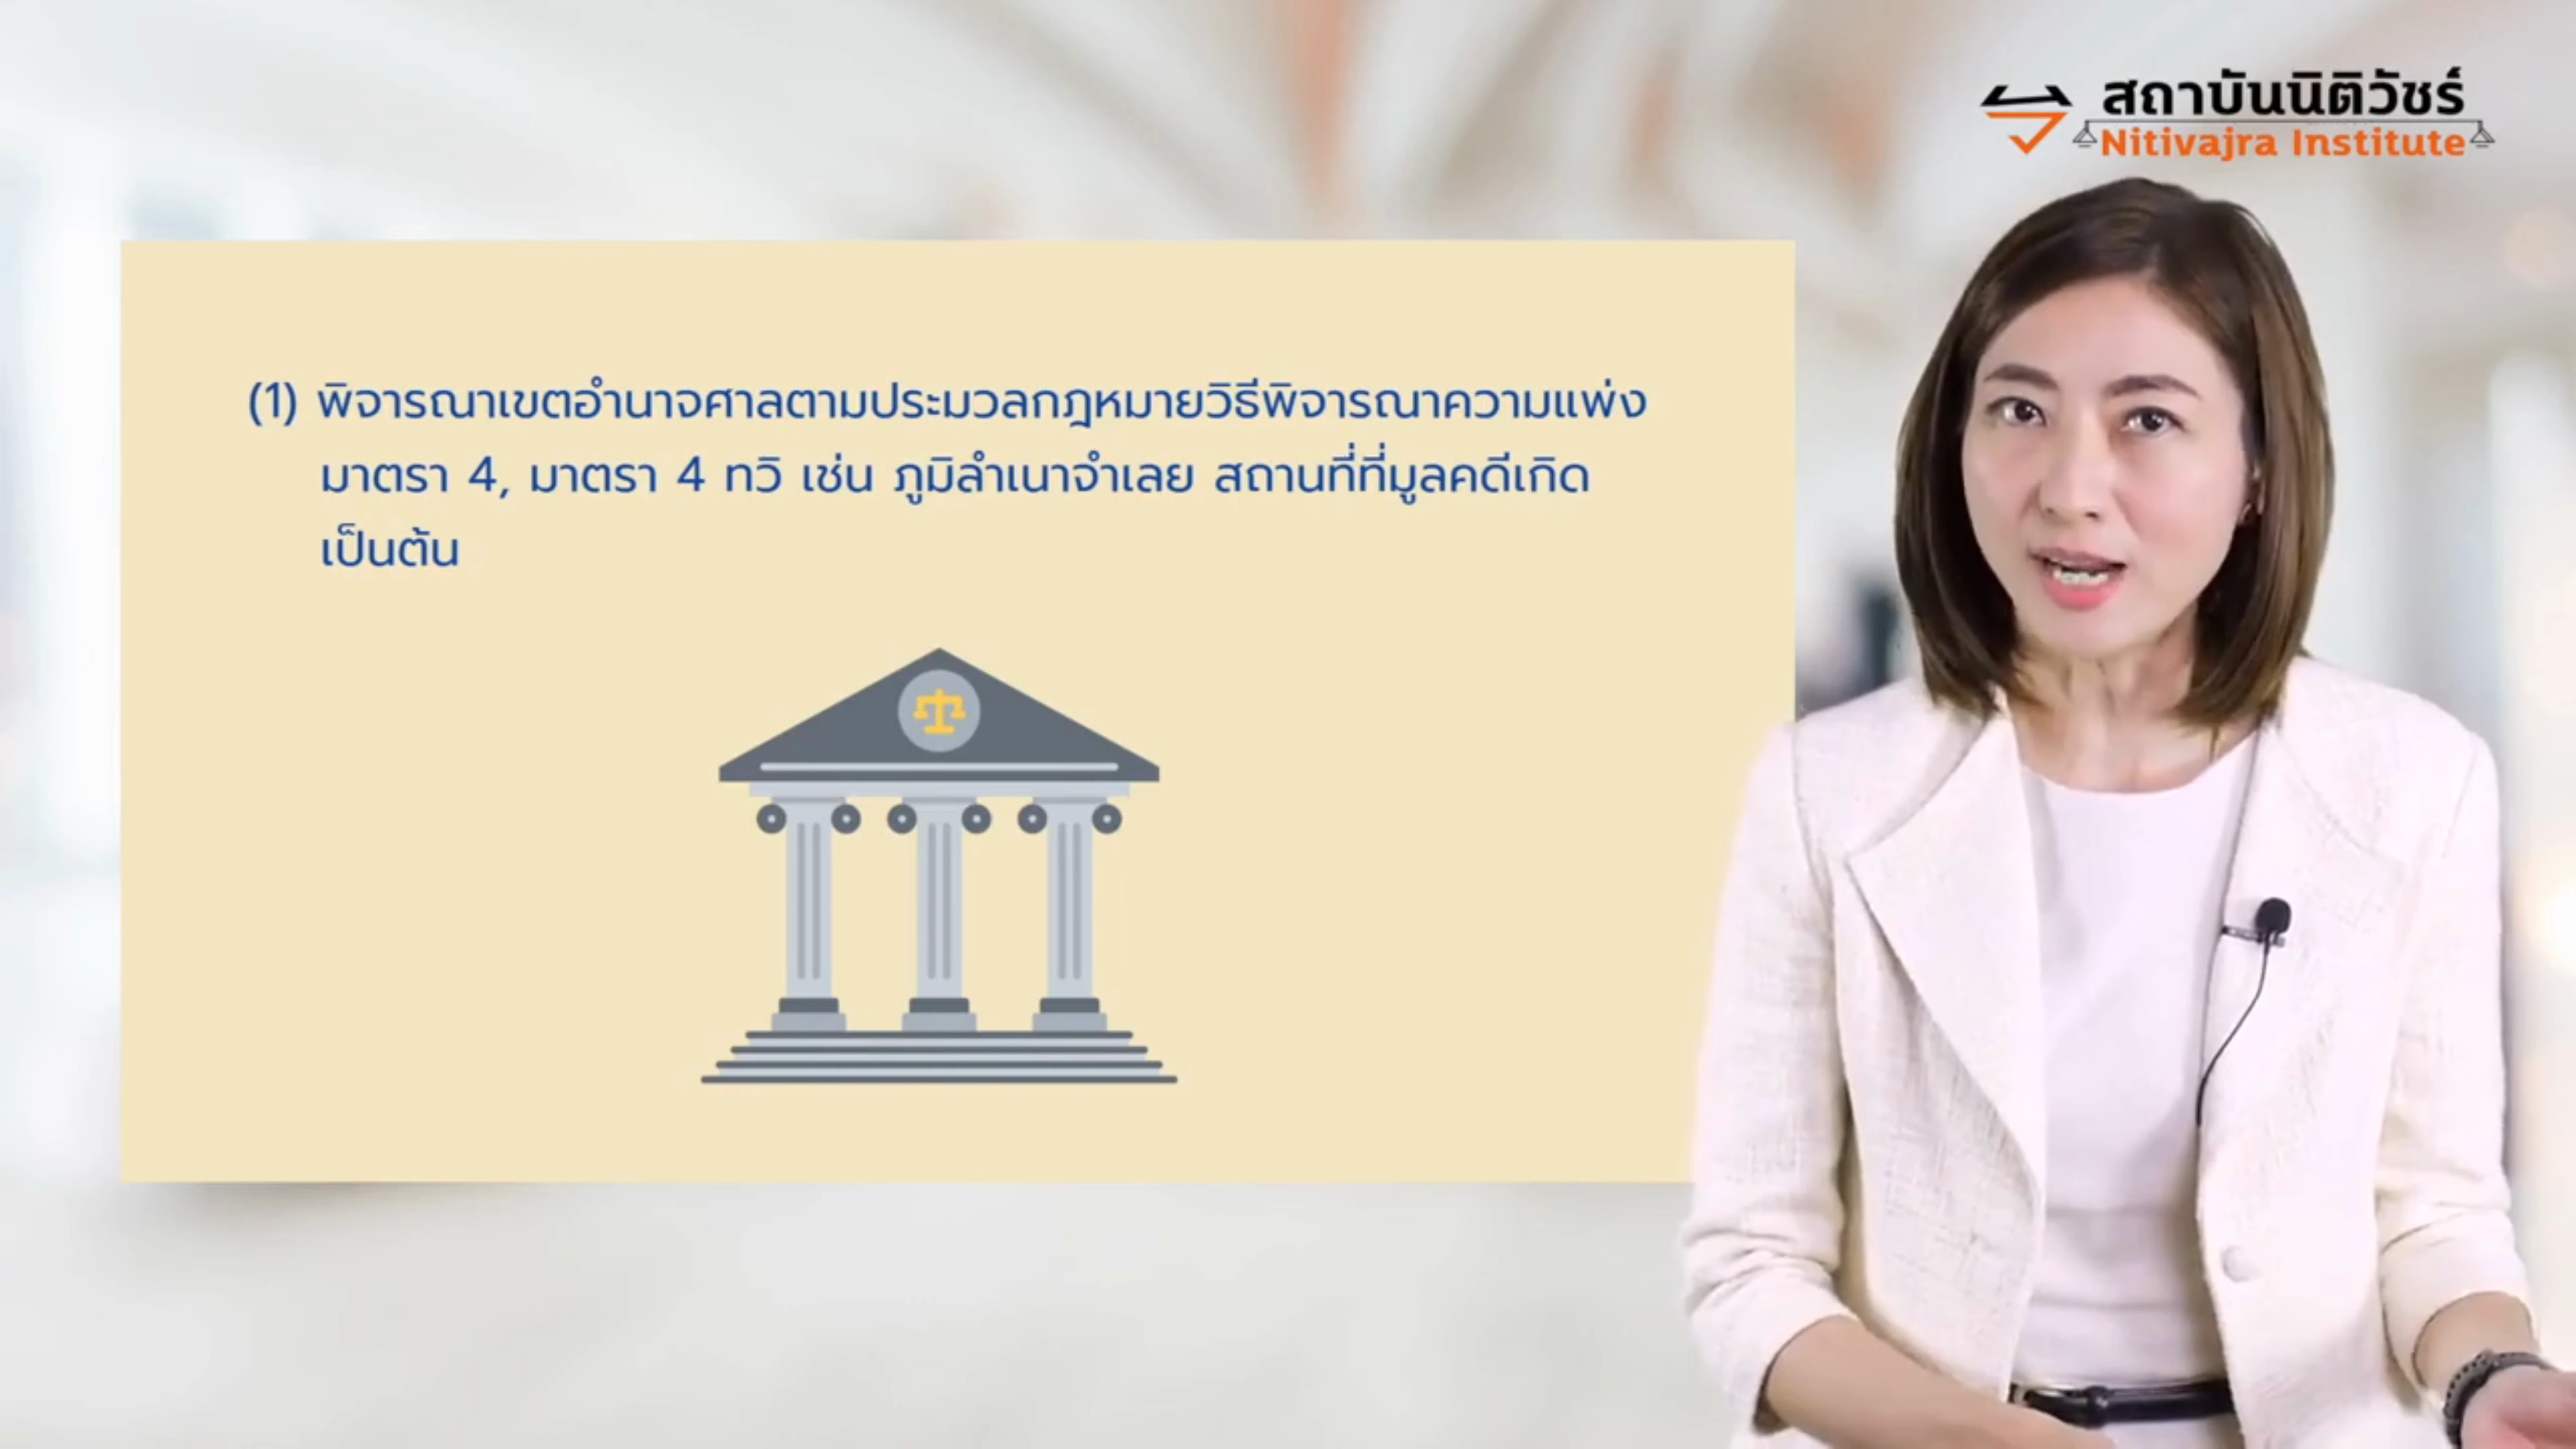 สถาบันนิติวัชร์
Nitivajra Institute
(1) พิจารณาเขตอำนาจศาลตามประมวลกฎหมายวิธีพิจารณาความแพ่ง
มาตรา 4, มาตรา 4 ทวิ เช่น ภูมิลำเนาจำเลย สถานที่ที่มูลคดีเกิด
เป็นต้น